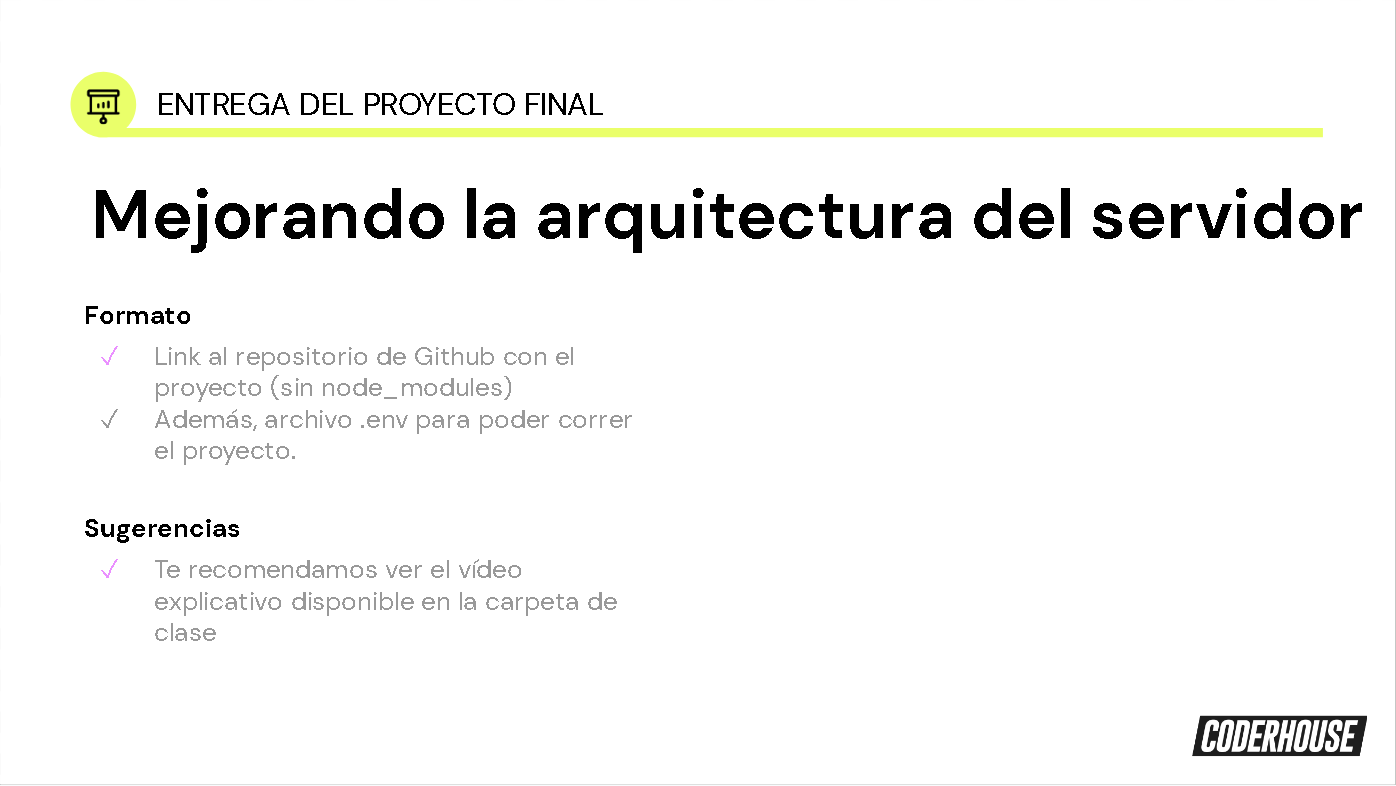 ENTREGA DEL PROYECTO FINAL
Mejorando la arquitectura del servidor
Formato
✓ Link al repositorio de Github con el
proyecto (sin node_modules)
✓ Además, archivo .env para poder correr
el proyecto.
Sugerencias
✓ Te recomendamos ver el vídeo
explicativo disponible en la carpeta de
clase
CODERHOUSE